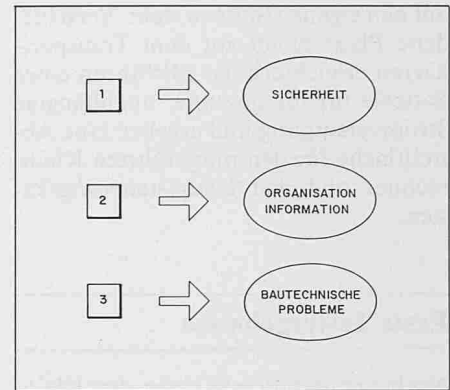 1 SICHERHEIT
2 ORGANISATION
INFORMATION
3 BAUTECHNISCHE
PROBLEME